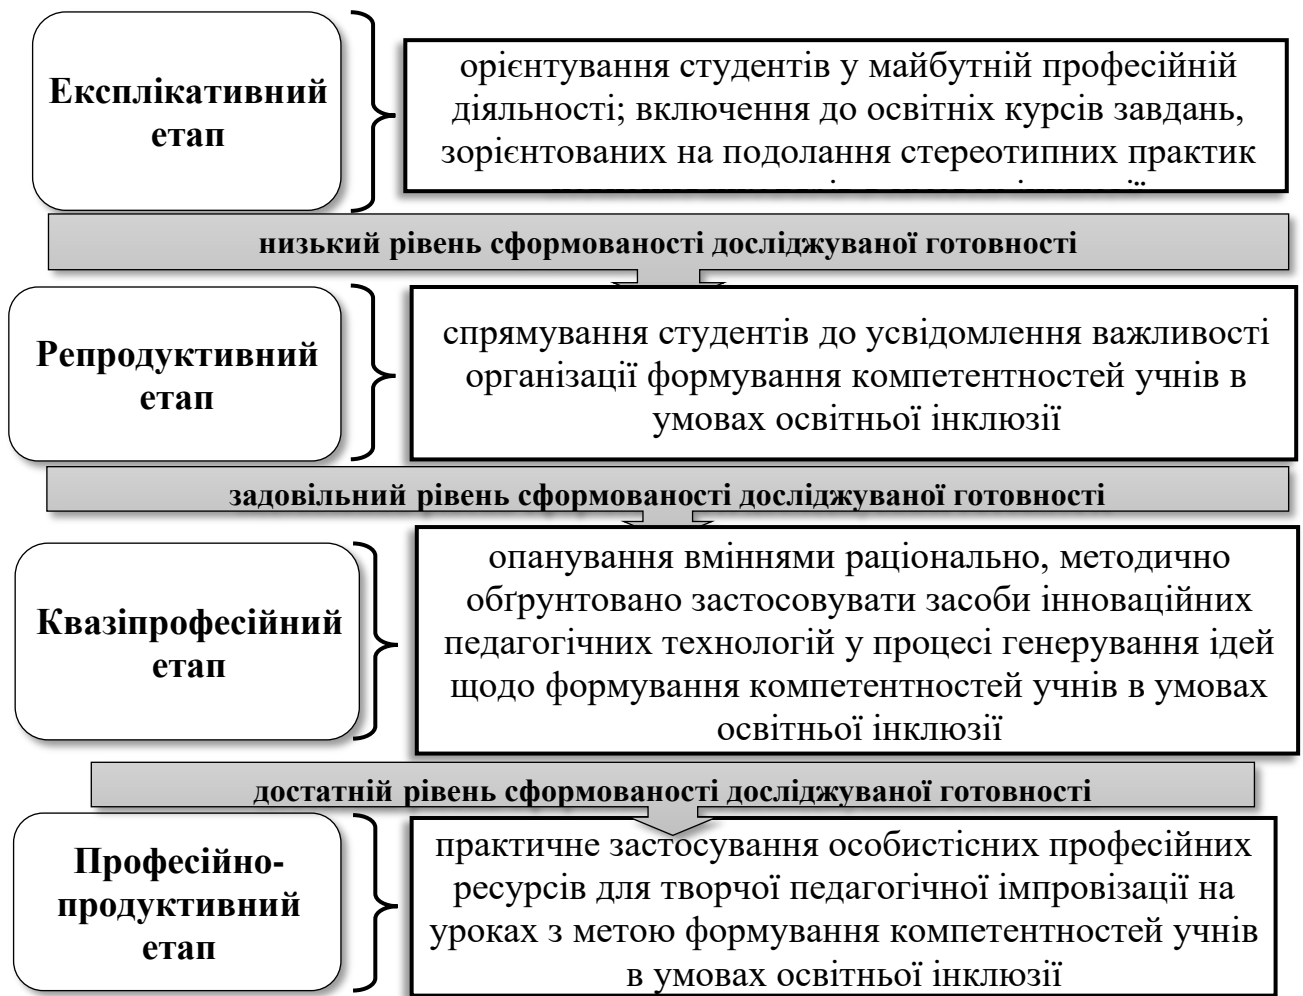 Експлікативний
етап
орієнтування студентів у майбутній професійній
діяльності; включення до освітніх курсів завдань,
зорієнтованих на подолання стереотипних практик
низький рівень сформованості досліджуваної готовності
Репродуктивний
етап
спрямування студентів до усвідомлення важливості
організації формування компетентностей учнів в
умовах освітньої інклюзії
задовільний рівень сформованості досліджуваної готовності
Квазіпрофесійний
етап
опанування вміннями раціонально, методично
обґрунтовано застосовувати засоби інноваційних
педагогічних технологій у процесі генерування ідей
щодо формування компетентностей учнів в умовах
освітньої інклюзії
достатній рівень сформованості досліджуваної готовності
Професійно-
продуктивний
етап
практичне застосування особистісних професійних
ресурсів для творчої педагогічної імпровізації на
уроках з метою формування компетентностей учнів
в умовах освітньої інклюзії